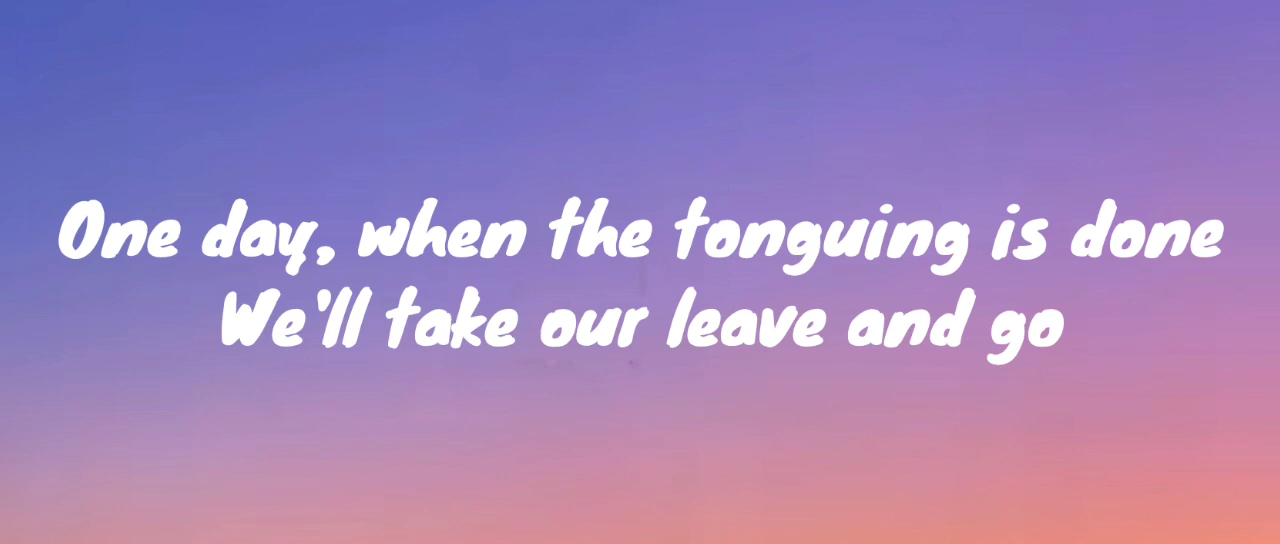 One day, when the tonguing is done
We'll take our leave and go